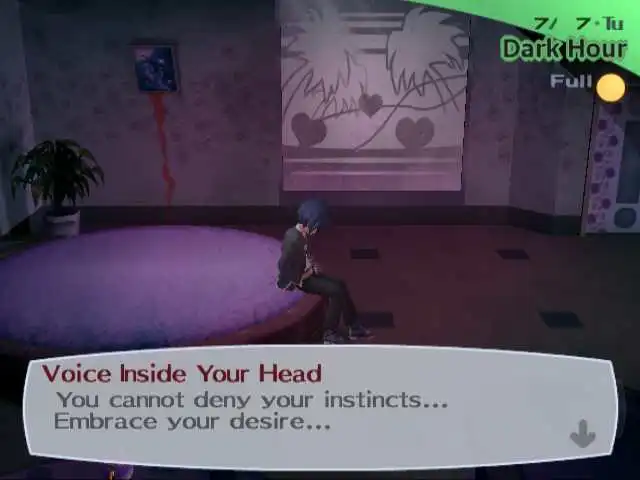 7/ 7・Tu
Dark Hour
Full
Voice Inside Your Head
You cannot deny your instincts...
Embrace your desire...